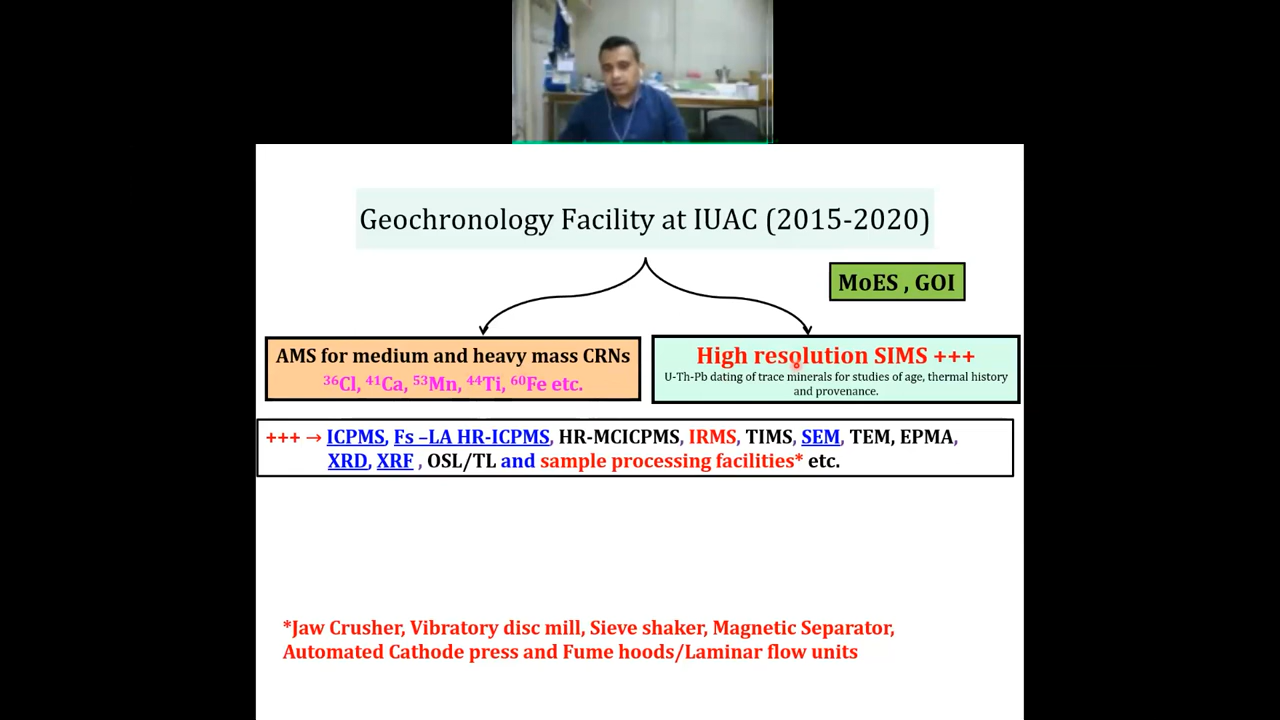 Geochronology Facility at IUAC (2015-2020)
MoES , GOI
AMS for medium and heavy mass CRNs
³⁶Cl, ⁴¹Ca, ⁵³Mn, ⁴⁴Ti, ⁶⁰Fe etc.
High resolution SIMS +++
U-Th-Pb dating of trace minerals for studies of age, thermal history
and provenance.
+++ → ICPMS, Fs –LA HR-ICPMS, HR-MCICPMS, IRMS, TIMS, SEM, TEM, EPMA,
XRD, XRF , OSL/TL and sample processing facilities* etc.
*Jaw Crusher, Vibratory disc mill, Sieve shaker, Magnetic Separator,
Automated Cathode press and Fume hoods/Laminar flow units